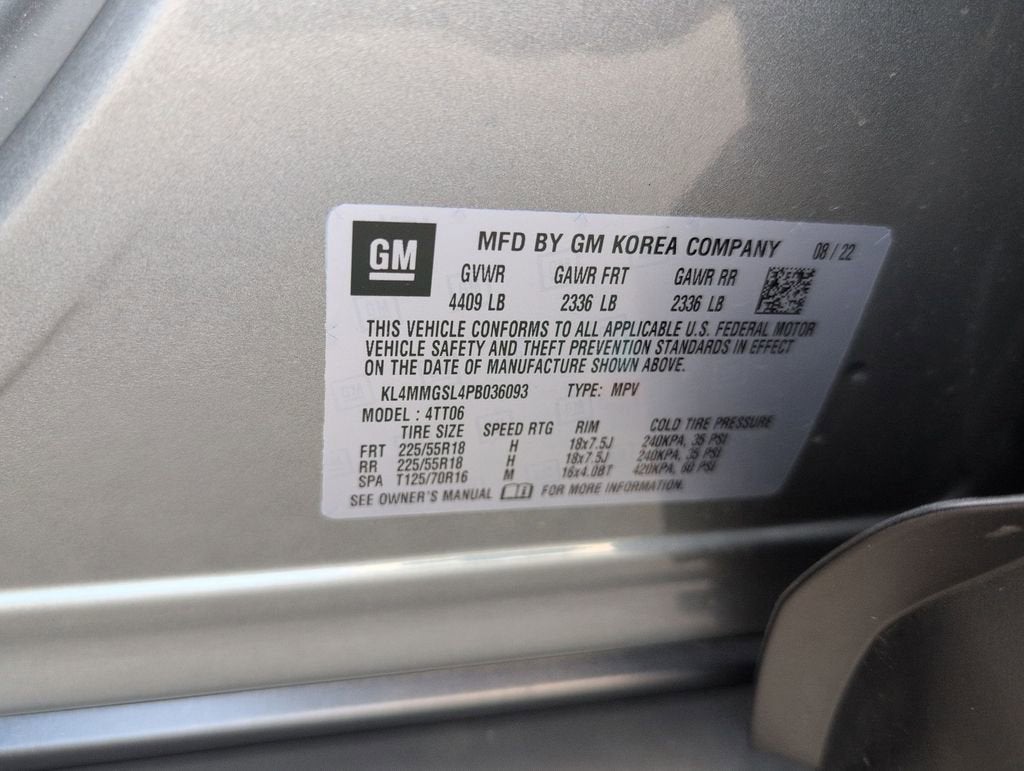 GM
MFD BY GM KOREA COMPANY 08 / 22
GVWR GAWR FRT GAWR RR
4409 LB 2336 LB 2336 LB
THIS VEHICLE CONFORMS TO ALL APPLICABLE U.S. FEDERAL MOTOR
VEHICLE SAFETY AND THEFT PREVENTION STANDARDS IN EFFECT
ON THE DATE OF MANUFACTURE SHOWN ABOVE.
KL4MMGSL4PB036093 TYPE: MPV
MODEL : 4TT06
TIRE SIZE SPEED RTG RIM COLD TIRE PRESSURE
FRT 225/55R18 H 18x7.5J 240KPA, 35 PSI
RR 225/55R18 H 18x7.5J 240KPA, 35 PSI
SPA T125/70R16 M 16x4.0BT 420KPA, 60 PSI
SEE OWNER'S MANUAL FOR MORE INFORMATION.